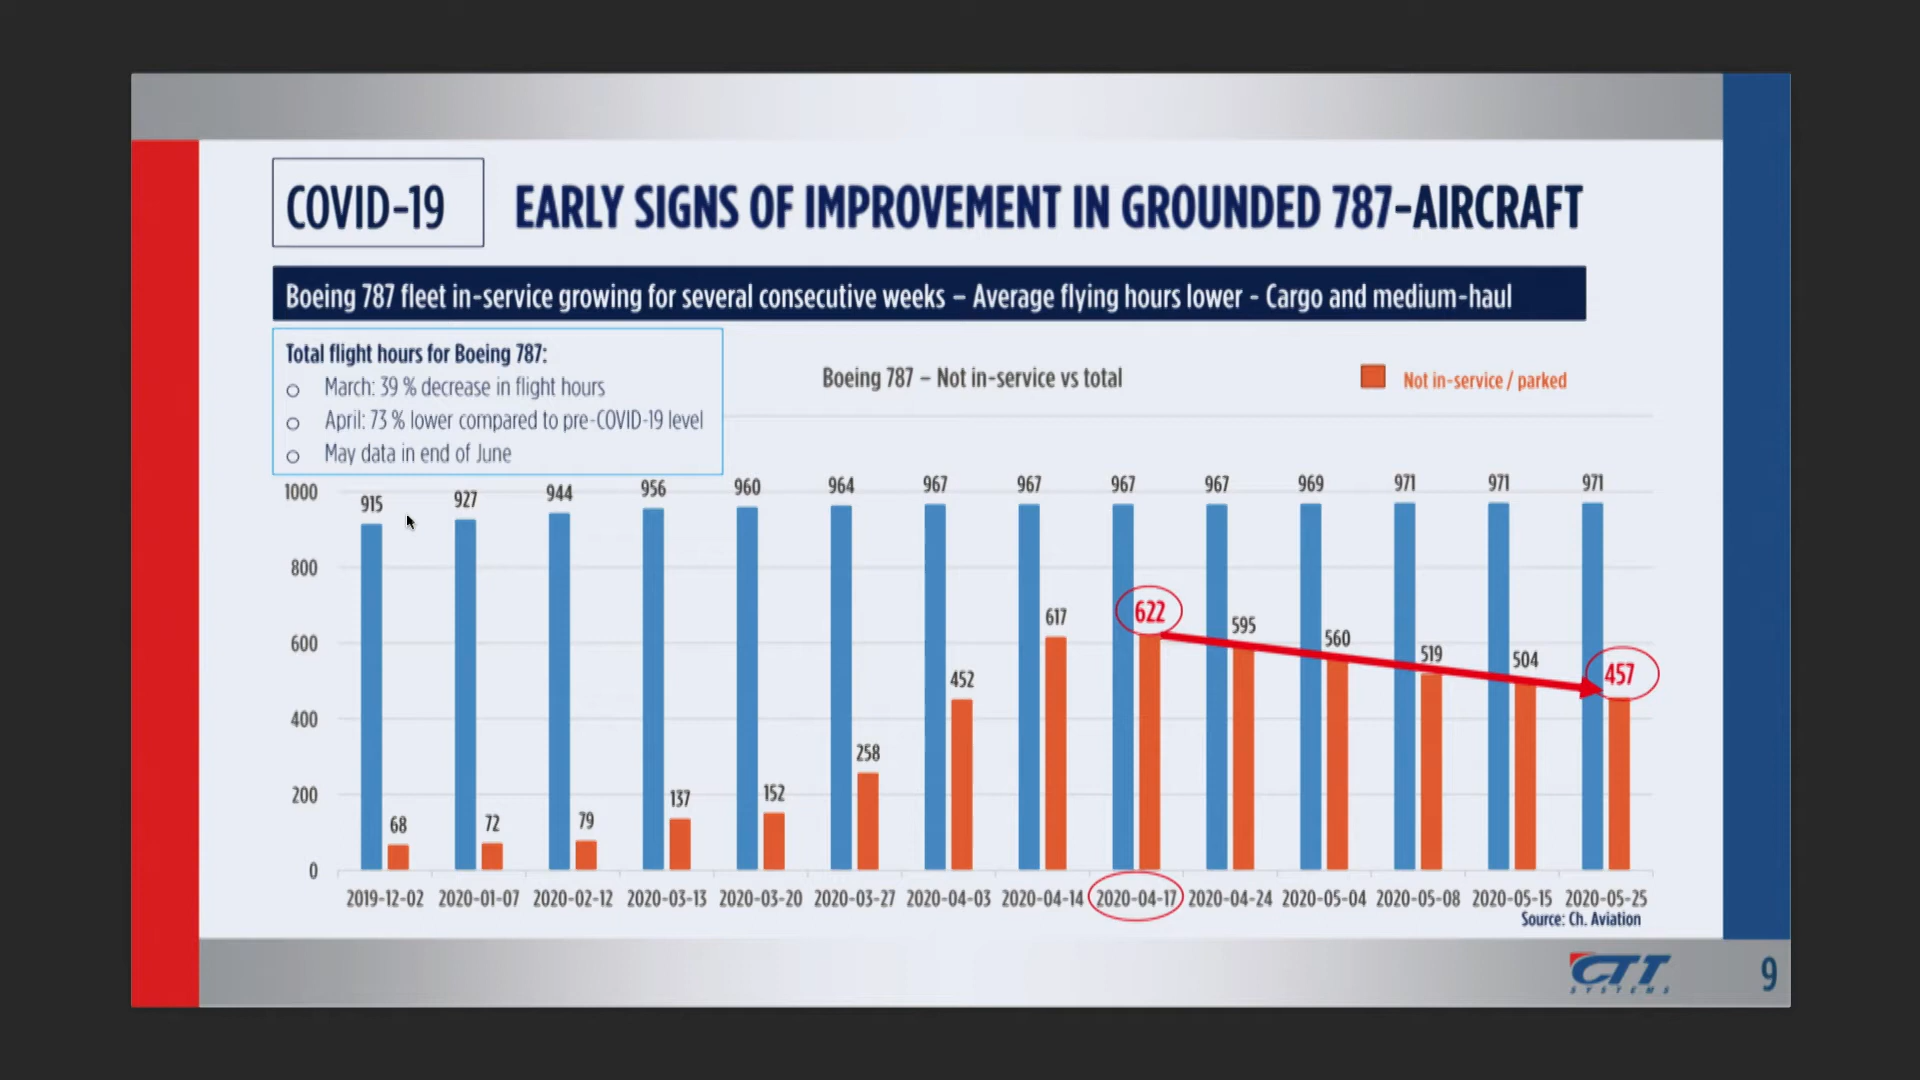 COVID-19
EARLY SIGNS OF IMPROVEMENT IN GROUNDED 787-AIRCRAFT
Boeing 787 fleet in-service growing for several consecutive weeks – Average flying hours lower - Cargo and medium-haul
Total flight hours for Boeing 787:
March: 39 % decrease in flight hours
April: 73 % lower compared to pre-COVID-19 level
May data in end of June
Boeing 787 – Not in-service vs total
Not in-service / parked
1000
800
600
400
200
0
915 927 944 956 960 964 967 967 967 967 969 971 971 971
68 72 79 137 152 258 452 617 622 595 560 519 504 457
2019-12-02 2020-01-07 2020-02-12 2020-03-13 2020-03-20 2020-03-27 2020-04-03 2020-04-14 2020-04-17 2020-04-24 2020-05-04 2020-05-08 2020-05-15 2020-05-25
Source: Ch. Aviation
CTT
SYSTEMS
9